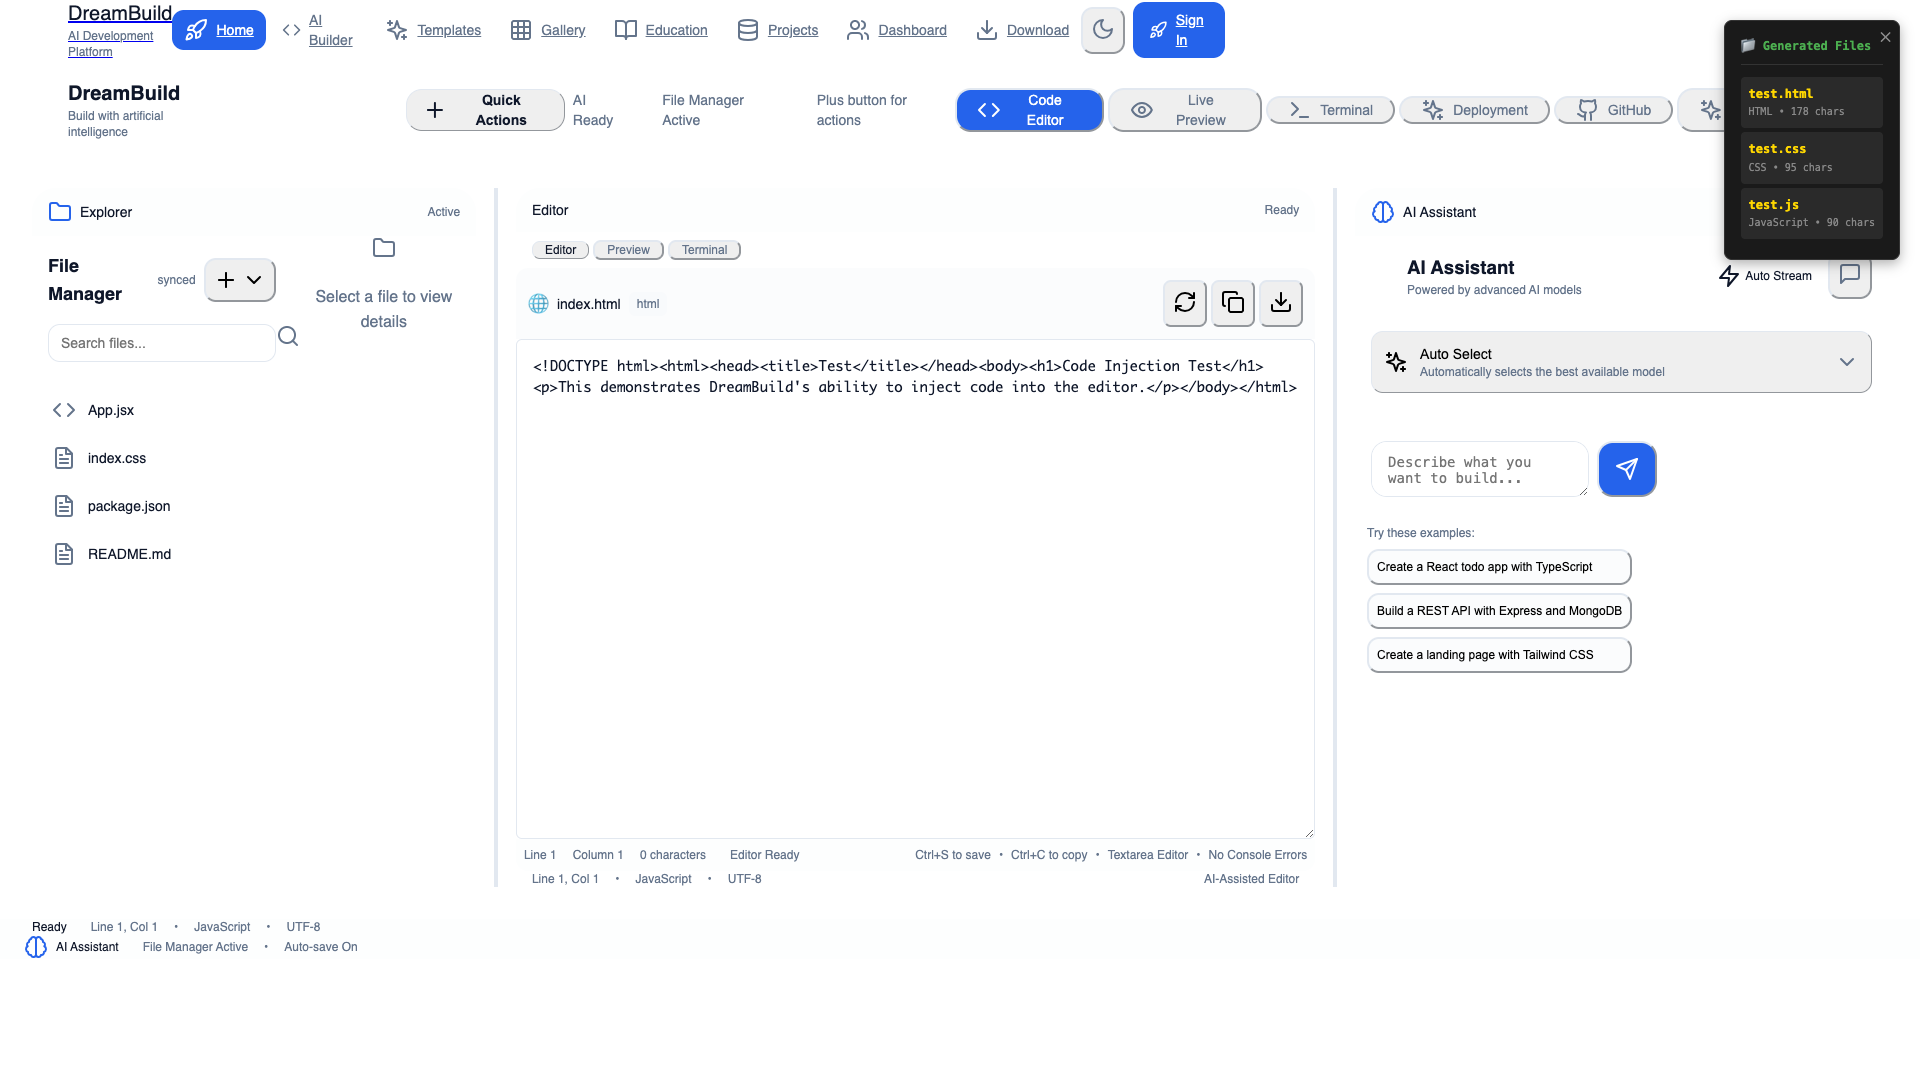 DreamBuild
AI Development
Platform
Home
AI
Builder
Templates
Gallery
Education
Projects
Dashboard
Download
Sign
In
DreamBuild
Build with artificial
intelligence
Quick
Actions
AI
Ready
File Manager
Active
Plus button for
actions
Code
Editor
Live
Preview
Terminal
Deployment
GitHub
Generated Files
test.html
HTML • 178 chars
test.css
CSS • 95 chars
test.js
JavaScript • 90 chars
Explorer
Active
File
Manager
synced
Search files...
Select a file to view
details
App.jsx
index.css
package.json
README.md
Editor
Ready
Editor
Preview
Terminal
index.html
html
<!DOCTYPE html><html><head><title>Test</title></head><body><h1>Code Injection Test</h1>
<p>This demonstrates DreamBuild's ability to inject code into the editor.</p></body></html>
Line 1
Column 1
0 characters
Editor Ready
Ctrl+S to save • Ctrl+C to copy • Textarea Editor • No Console Errors
Line 1, Col 1 • JavaScript • UTF-8
AI-Assisted Editor
AI Assistant
AI Assistant
Powered by advanced AI models
Auto Stream
Auto Select
Automatically selects the best available model
Describe what you
want to build...
Try these examples:
Create a React todo app with TypeScript
Build a REST API with Express and MongoDB
Create a landing page with Tailwind CSS
Ready
Line 1, Col 1 • JavaScript • UTF-8
AI Assistant
File Manager Active • Auto-save On